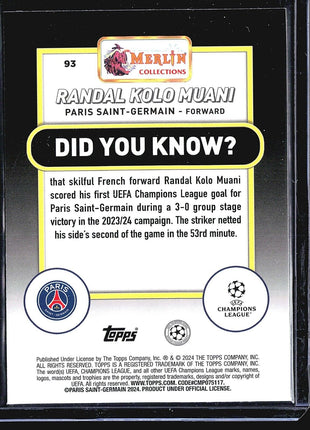 93
MERLIN
COLLECTIONS
RANDAL KOLO MUANI
PARIS SAINT-GERMAIN - FORWARD
DID YOU KNOW?
that skilful French forward Randal Kolo Muani
scored his first UEFA Champions League goal for
Paris Saint-Germain during a 3-0 group stage
victory in the 2023/24 campaign. The striker netted
his side's second of the game in the 53rd minute.
PARIS
SAINT-GERMAIN
CHAMPIONS
LEAGUE
Topps
Published Under License by The Topps Company, Inc. ® & © 2024 THE TOPPS COMPANY, INC.
ALL RIGHTS RESERVED. TOPPS IS A REGISTERED TRADEMARK OF THE TOPPS COMPANY, INC. The
word(s) UEFA, CHAMPIONS LEAGUE, and all other UEFA Champions League marks, names,
logos, mascots and trophies are the property, registered trademarks, designs and/or copyright of
UEFA. All rights reserved. WWW.TOPPS.COM. CODE#CMP075117.
©PARIS SAINT-GERMAIN 2024. PRODUCT UNDER OFFICIAL LICENSE.